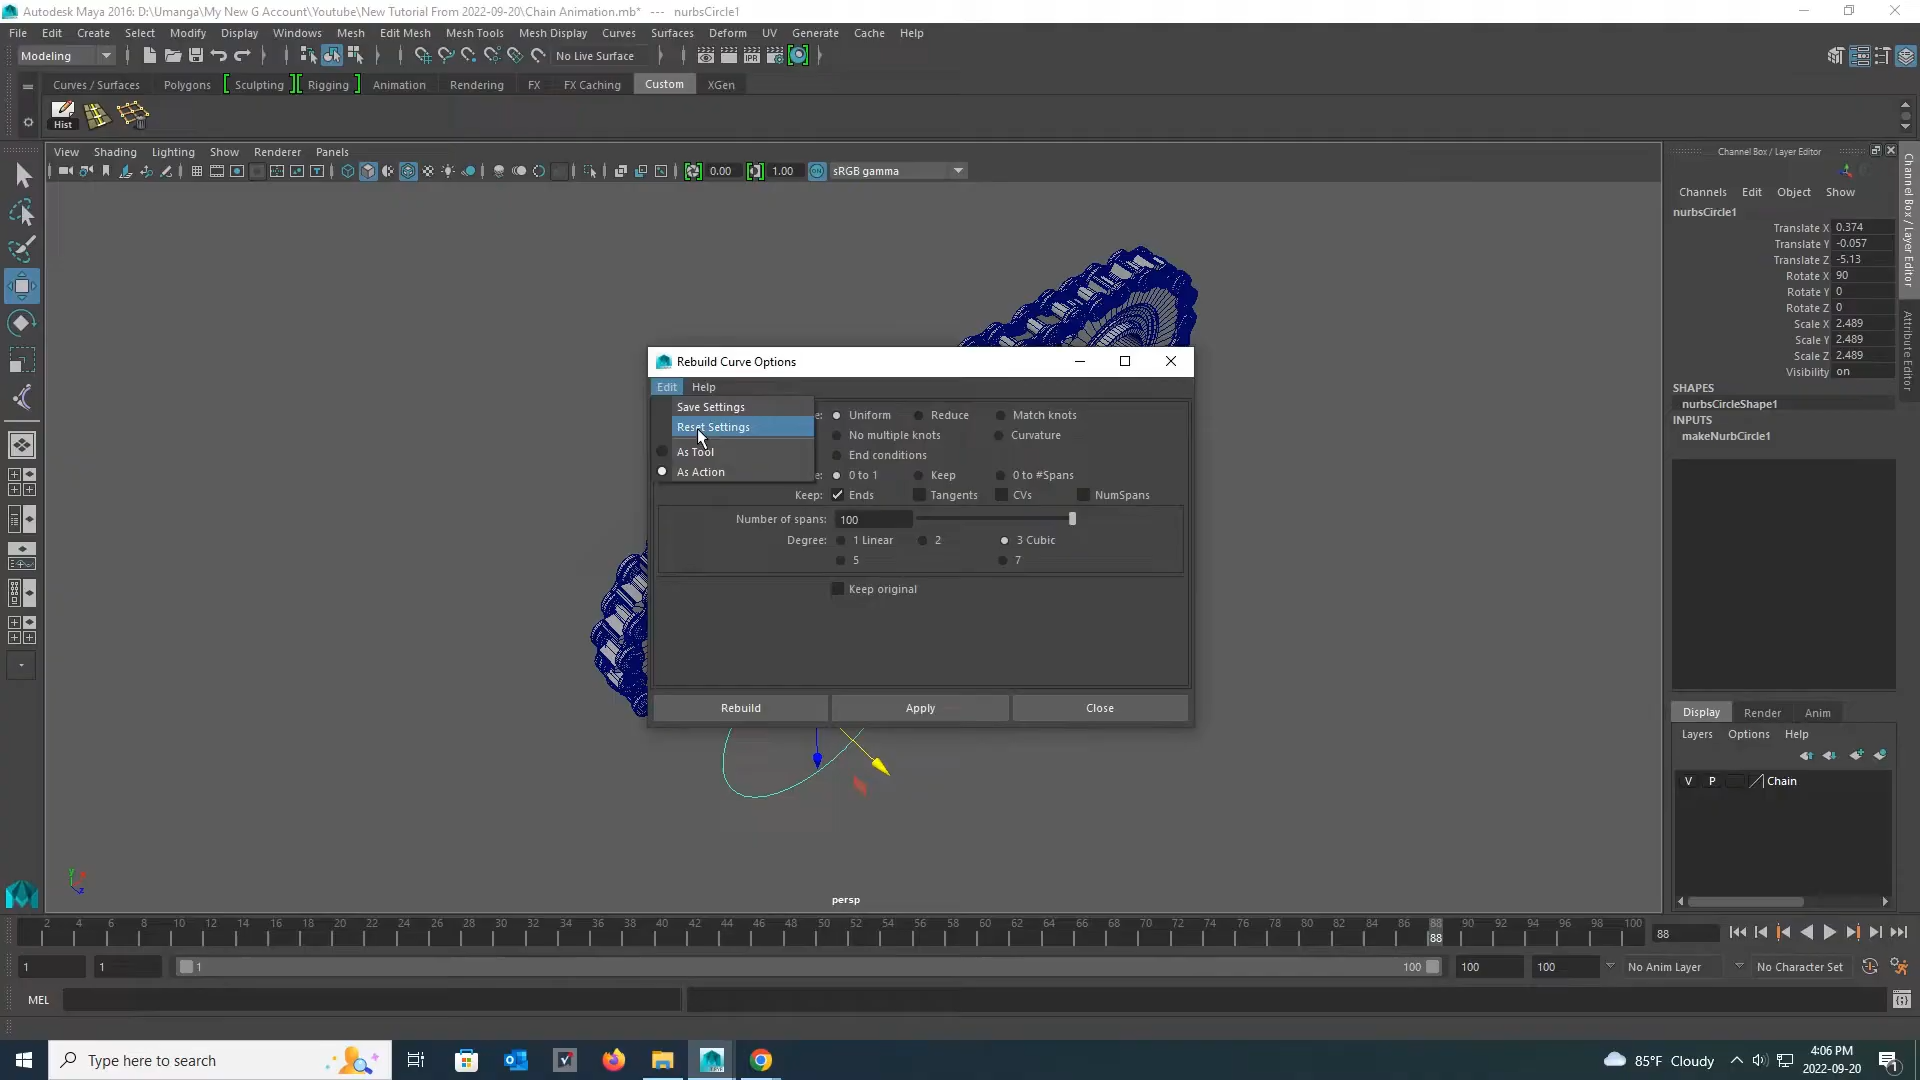 Autodesk Maya 2016: D:\Umanga\My New G Account\Youtube\New Tutorial From 2022-09-20\Chain Animation.mb*   ---   nurbsCircle1
File Edit Create Select Modify Display Windows Mesh Edit Mesh Mesh Tools Mesh Display Curves Surfaces Deform UV Generate Cache Help
Modeling
No Live Surface
IPR
Curves / Surfaces Polygons Sculpting Rigging Animation Rendering FX FX Caching Custom XGen
Hist
View Shading Lighting Show Renderer Panels
0.00 1.00 sRGB gamma
Channel Box / Layer Editor
Channels Edit Object Show
nurbsCircle1
Translate X 0.374
Translate Y -0.057
Translate Z -5.13
Rotate X 90
Rotate Y 0
Rotate Z 0
Scale X 2.489
Scale Y 2.489
Scale Z 2.489
Visibility on
SHAPES
nurbsCircleShape1
INPUTS
makeNurbCircle1
Channel Box / Layer Editor
Attribute Editor
Rebuild Curve Options
Edit Help
Save Settings
Reset Settings
As Tool
As Action
e: Uniform Reduce Match knots
No multiple knots Curvature
End conditions
e: 0 to 1 Keep 0 to #Spans
Keep: Ends Tangents CVs NumSpans
Number of spans: 100
Degree: 1 Linear 2 3 Cubic
5 7
Keep original
Rebuild Apply Close
Display Render Anim
Layers Options Help
V P Chain
persp
2 4 6 8 10 12 14 16 18 20 22 24 26 28 30 32 34 36 38 40 42 44 46 48 50 52 54 56 58 60 62 64 66 68 70 72 74 76 78 80 82 84 86 88 90 92 94 96 98 100
88
88
1 1 1 100 100 100 No Anim Layer No Character Set
MEL
Type here to search
85°F Cloudy
4:06 PM
2022-09-20
1